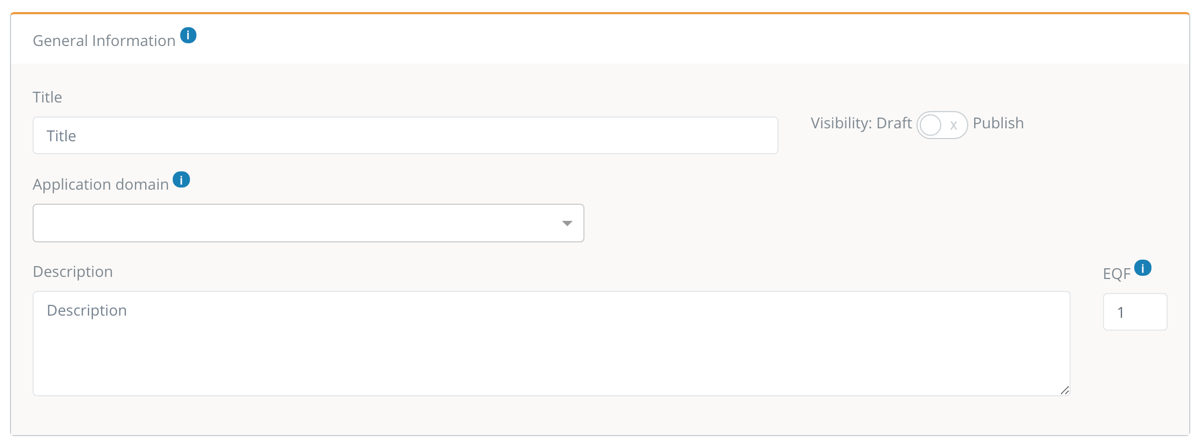 General Information i
Title
Title
Visibility: Draft x Publish
Application domain i
Description
EQF i
Description
1